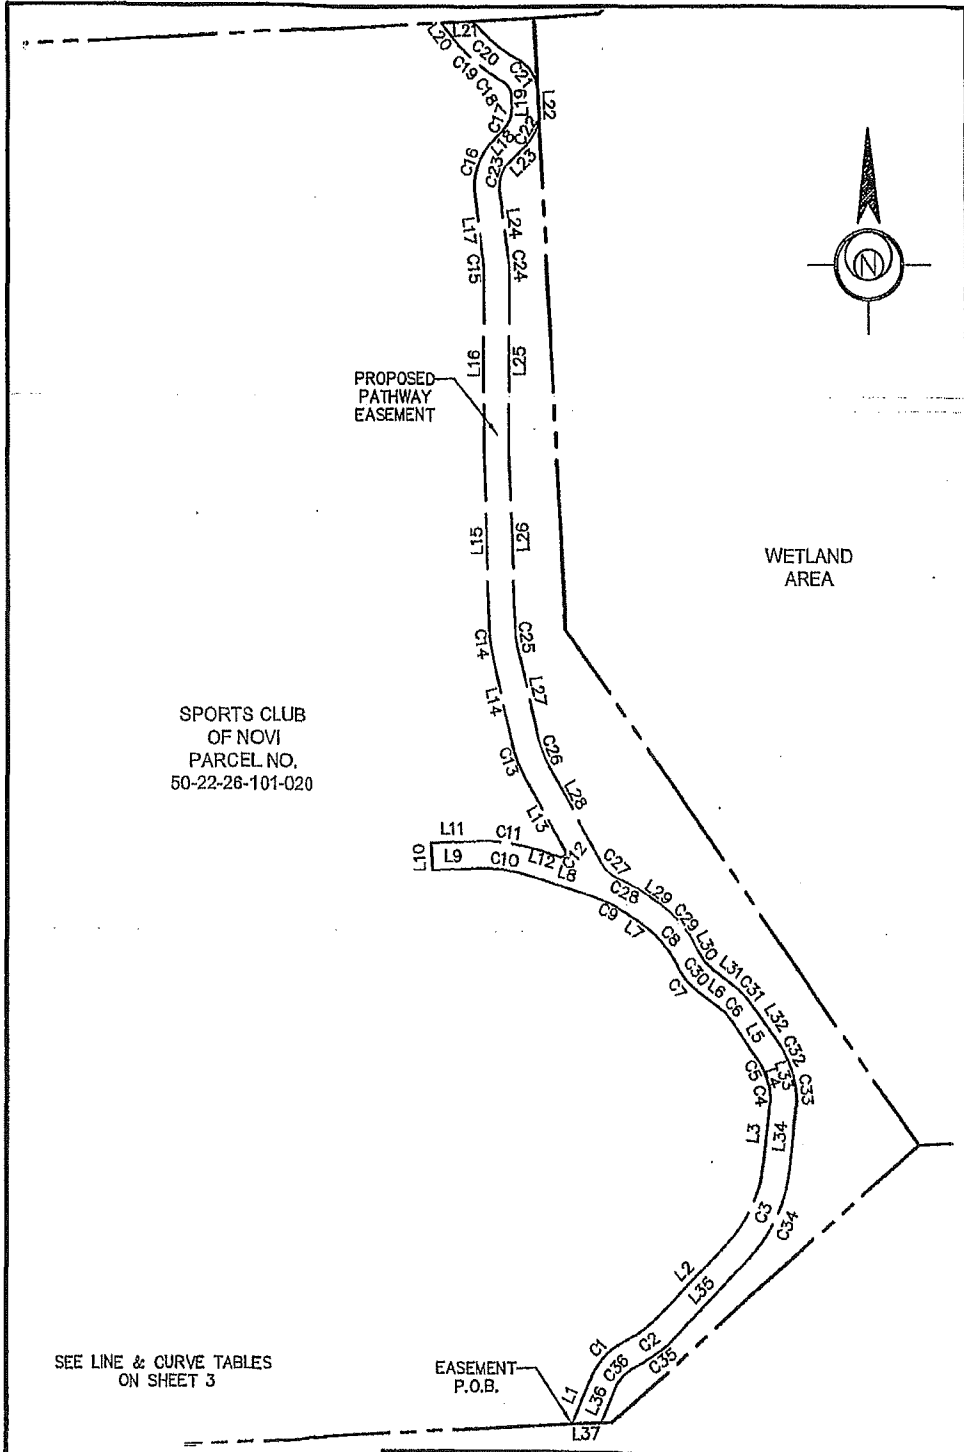 L21
L20
C20
C19
C21
C18
L19
L22
C17
L18
C22
C16
C23
L23
L17
L24
C15
C24
N
L16
L25
PROPOSED
PATHWAY
EASEMENT
L15
L26
WETLAND
AREA
C14
C25
L14
L27
SPORTS CLUB
OF NOVI
PARCEL NO.
50-22-26-101-020
C13
C26
L28
L13
L11
C11
C12
L10
L9
C10
L12
L8
C27
C28
L29
C9
L7
C29
C8
L30
C30
L31
C7
L6
C31
C6
L32
L5
C32
C5
L33
L4
C4
C33
L3
L34
C3
C34
L2
L35
C1
C2
C35
C36
SEE LINE & CURVE TABLES
ON SHEET 3
EASEMENT
P.O.B.
L1
L36
L37